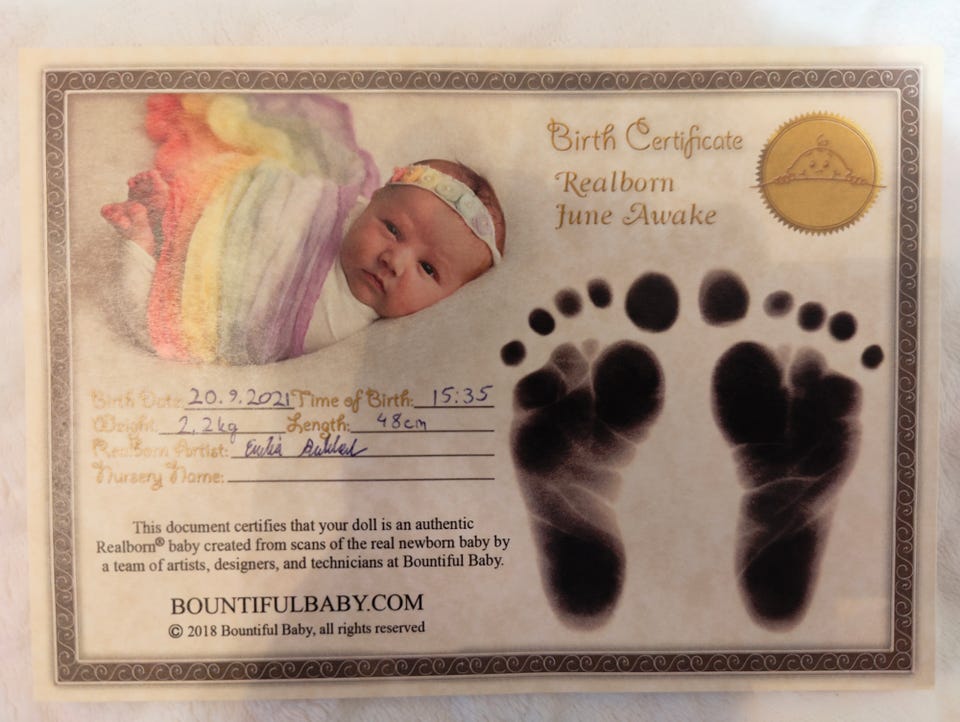 Birth Certificate
Realborn
June Awake
Birth Date: 20.9.2021 Time of Birth: 15:35
Weight: 2,2kg Length: 48cm
Realborn Artist: Emilia
Nursery Name:
This document certifies that your doll is an authentic
Realborn® baby created from scans of the real newborn baby by
a team of artists, designers, and technicians at Bountiful Baby.
BOUNTIFULBABY.COM
© 2018 Bountiful Baby, all rights reserved